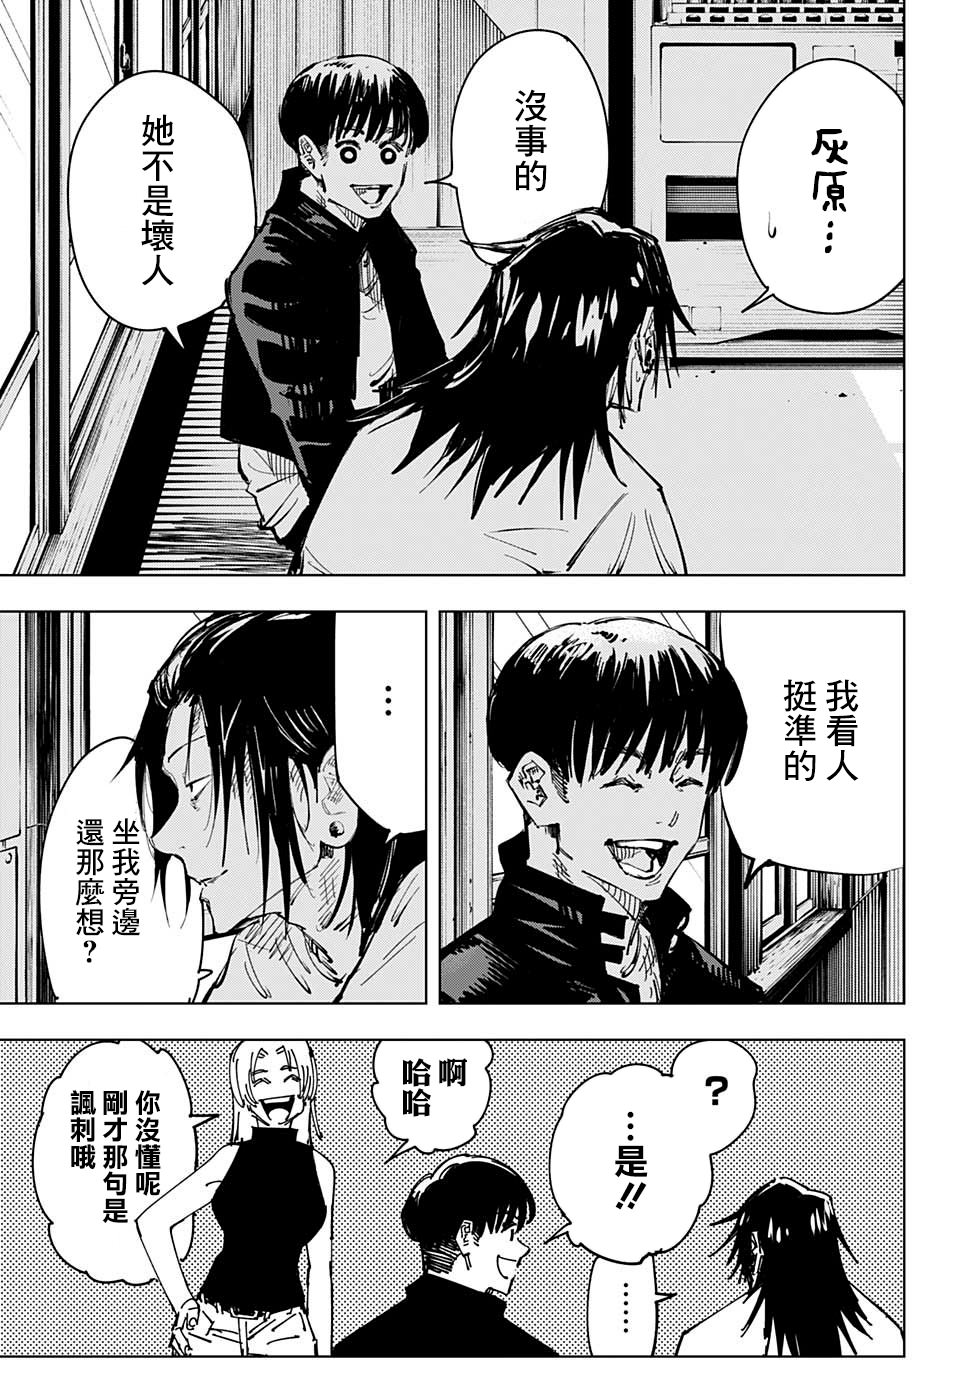 灰原…
沒事的
她不是壞人
我看人
挺準的
…
坐我旁邊
還那麼想？
？
…是!!
……
啊
哈哈
你沒懂呢
剛才那句是
諷刺哦